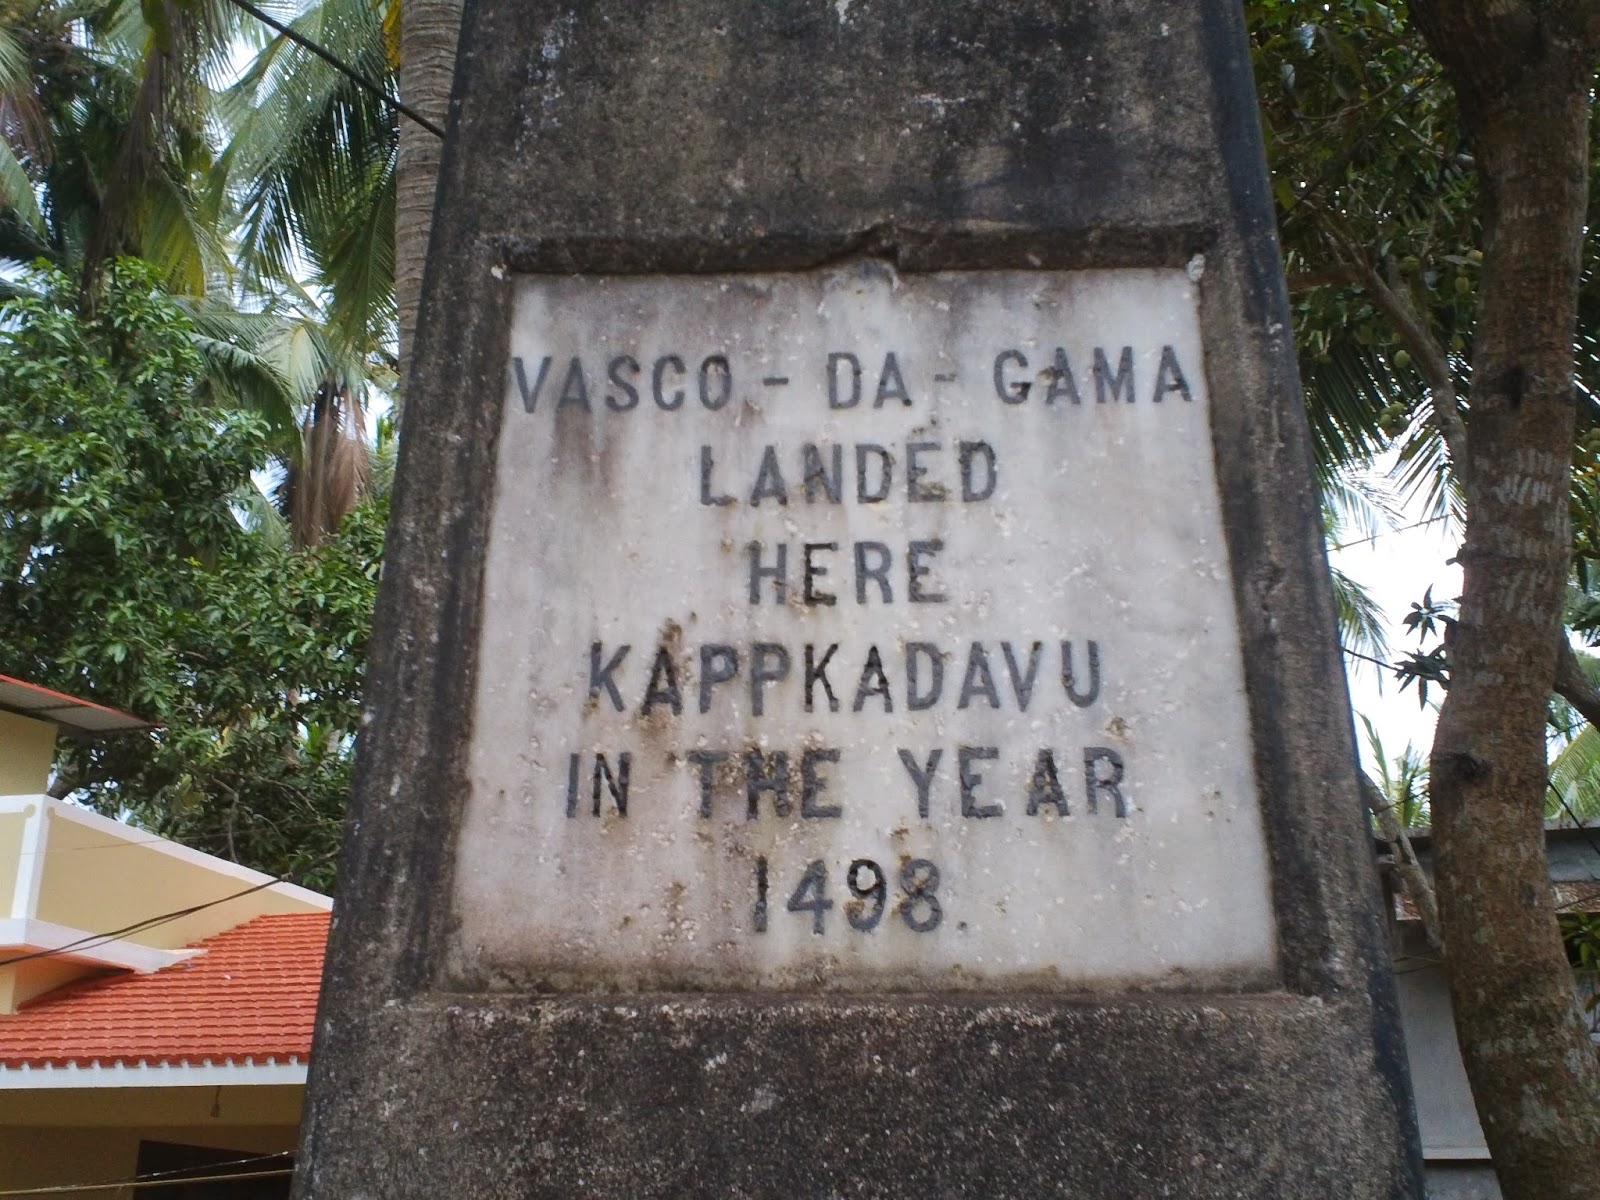 VASCO - DA - GAMA
LANDED
HERE
KAPPKADAVU
IN THE YEAR
1498.